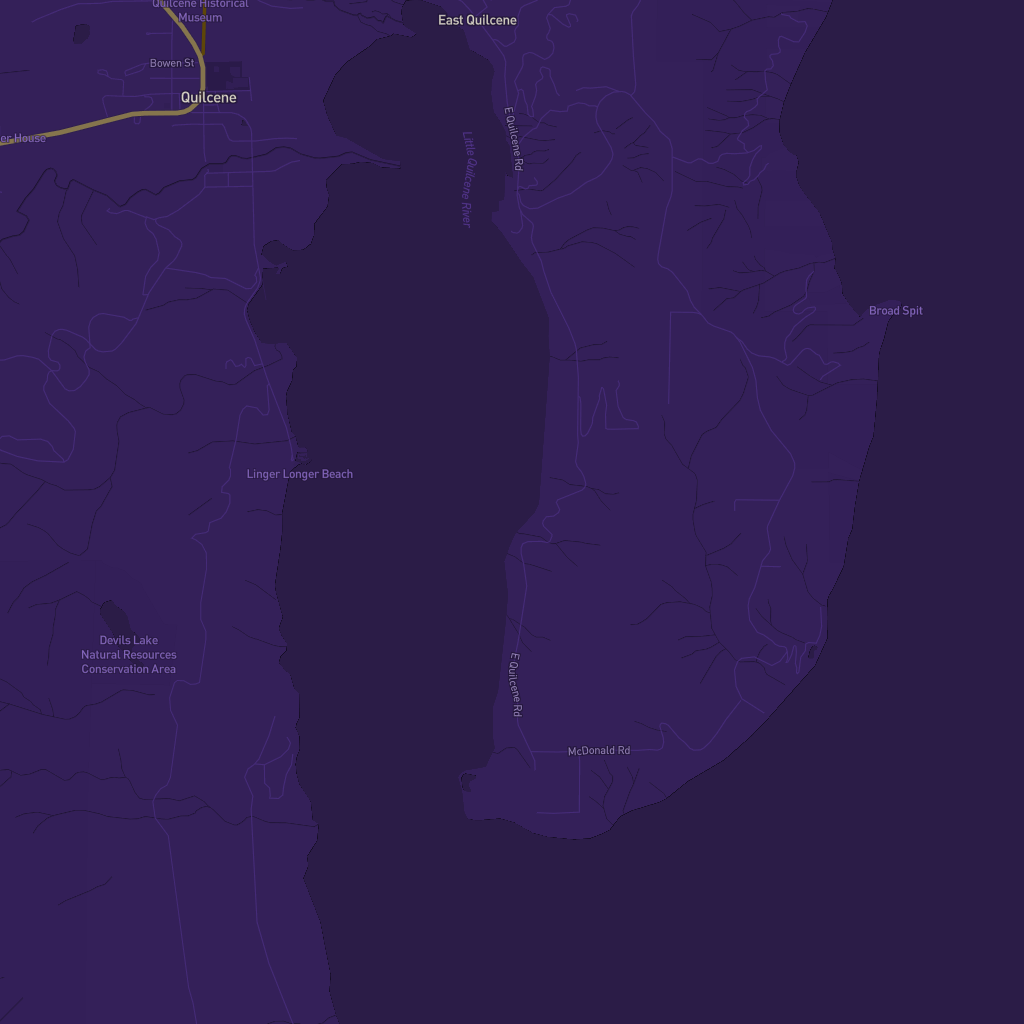 Quilcene Historical
Museum
East Quilcene
Bowen St
Quilcene
E Quilcene Rd
er House
Little Quilcene River
Broad Spit
Linger Longer Beach
Devils Lake
Natural Resources
Conservation Area
E Quilcene Rd
McDonald Rd